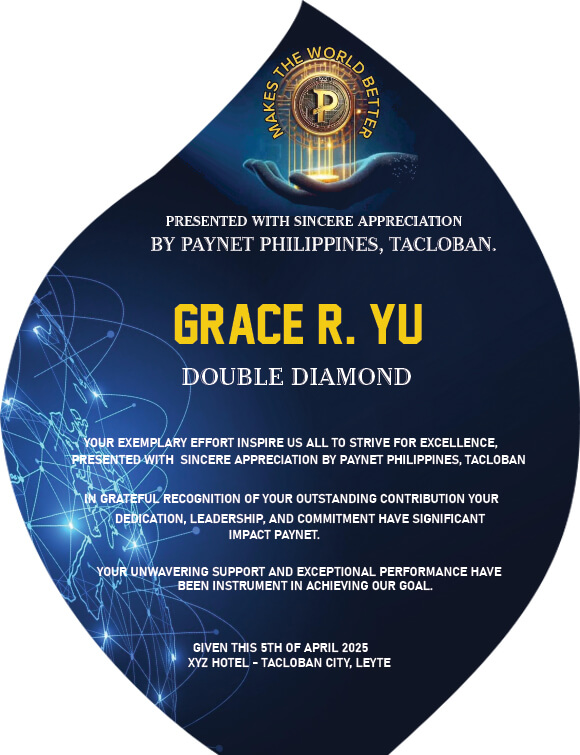 MAKES THE WORLD BETTER
P
PRESENTED WITH SINCERE APPRECIATION
BY PAYNET PHILIPPINES, TACLOBAN.
GRACE R. YU
DOUBLE DIAMOND
YOUR EXEMPLARY EFFORT INSPIRE US ALL TO STRIVE FOR EXCELLENCE,
PRESENTED WITH SINCERE APPRECIATION BY PAYNET PHILIPPINES, TACLOBAN
IN GRATEFUL RECOGNITION OF YOUR OUTSTANDING CONTRIBUTION YOUR
DEDICATION, LEADERSHIP, AND COMMITMENT HAVE SIGNIFICANT
IMPACT PAYNET.
YOUR UNWAVERING SUPPORT AND EXCEPTIONAL PERFORMANCE HAVE
BEEN INSTRUMENT IN ACHIEVING OUR GOAL.
GIVEN THIS 5TH OF APRIL 2025
XYZ HOTEL - TACLOBAN CITY, LEYTE